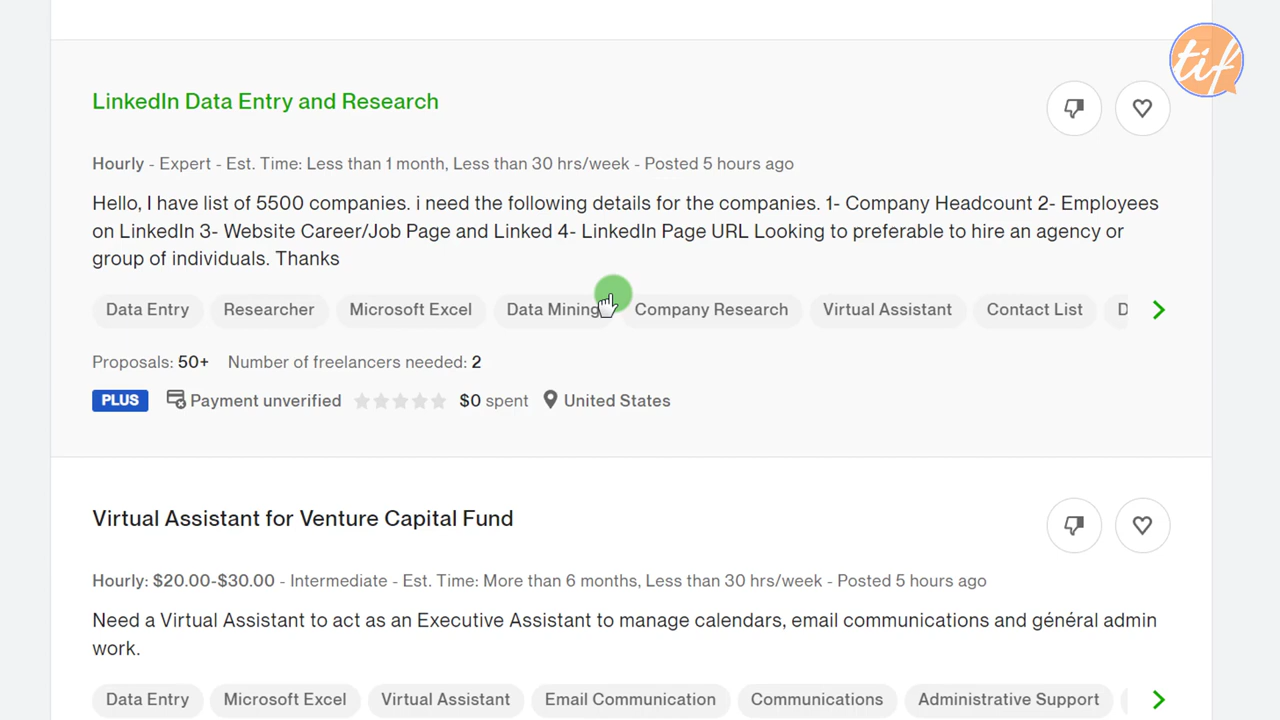 tif
LinkedIn Data Entry and Research
Hourly - Expert - Est. Time: Less than 1 month, Less than 30 hrs/week - Posted 5 hours ago
Hello, I have list of 5500 companies. i need the following details for the companies. 1- Company Headcount 2- Employees
on LinkedIn 3- Website Career/Job Page and Linked 4- LinkedIn Page URL Looking to preferable to hire an agency or
group of individuals. Thanks
Data Entry Researcher Microsoft Excel Data Mining Company Research Virtual Assistant Contact List D
Proposals: 50+ Number of freelancers needed: 2
PLUS Payment unverified $0 spent United States
Virtual Assistant for Venture Capital Fund
Hourly: $20.00-$30.00 - Intermediate - Est. Time: More than 6 months, Less than 30 hrs/week - Posted 5 hours ago
Need a Virtual Assistant to act as an Executive Assistant to manage calendars, email communications and général admin
work.
Data Entry Microsoft Excel Virtual Assistant Email Communication Communications Administrative Support